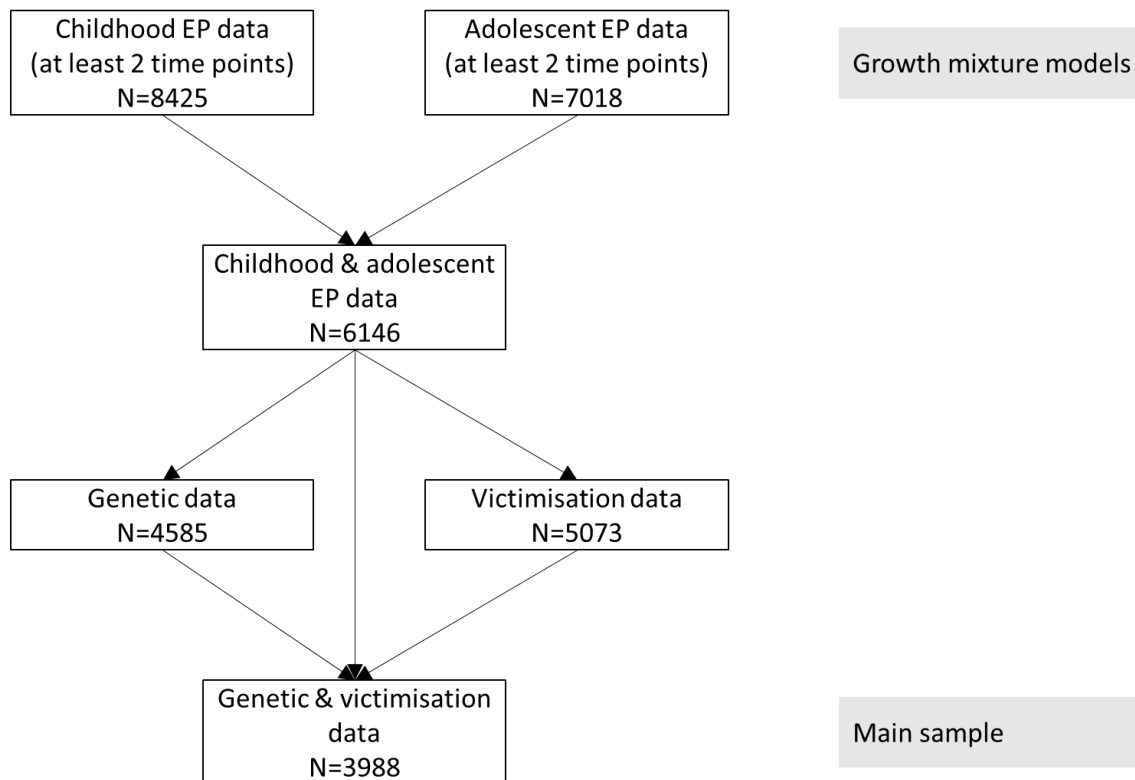 Childhood EP data
(at least 2 time points)
N=8425
Adolescent EP data
(at least 2 time points)
N=7018
Growth mixture models
Childhood & adolescent
EP data
N=6146
Genetic data
N=4585
Victimisation data
N=5073
Genetic & victimisation
data
N=3988
Main sample